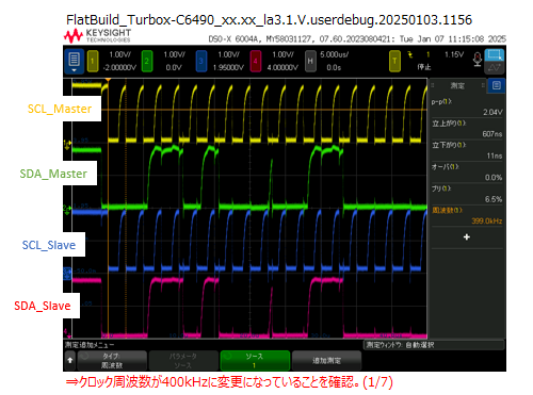 FlatBuild_Turbox-C6490_xx.xx_la3.1.V.userdebug.20250103.1156
KEYSIGHT
TECHNOLOGIES
DSO-X 6004A, MY58031127, 07.60.2023080421: Tue Jan 07 11:15:08 2025
1 1.00V/ -2.00000V
2 1.00V/ 0.0V
3 1.00V/ 1.95000V
4 1.00V/ 4.00000V
H 5.000us/ 0.0s
T 停止
1 1.15V
測定
p-p(1):
2.04V
立上がり(1):
607ns
立下がり(1):
11ns
オーバ(1):
0.0%
プリ(1):
6.5%
周波数(1):
399.0kHz
SCL_Master
SDA_Master
SCL_Slave
SDA_Slave
測定追加メニュー
測定ウィンドウ: 自動選択
タイプ:
周波数
パラメータ
ソース
ソース
1
追加測定
⇒クロック周波数が400kHzに変更になっていることを確認。(1/7)